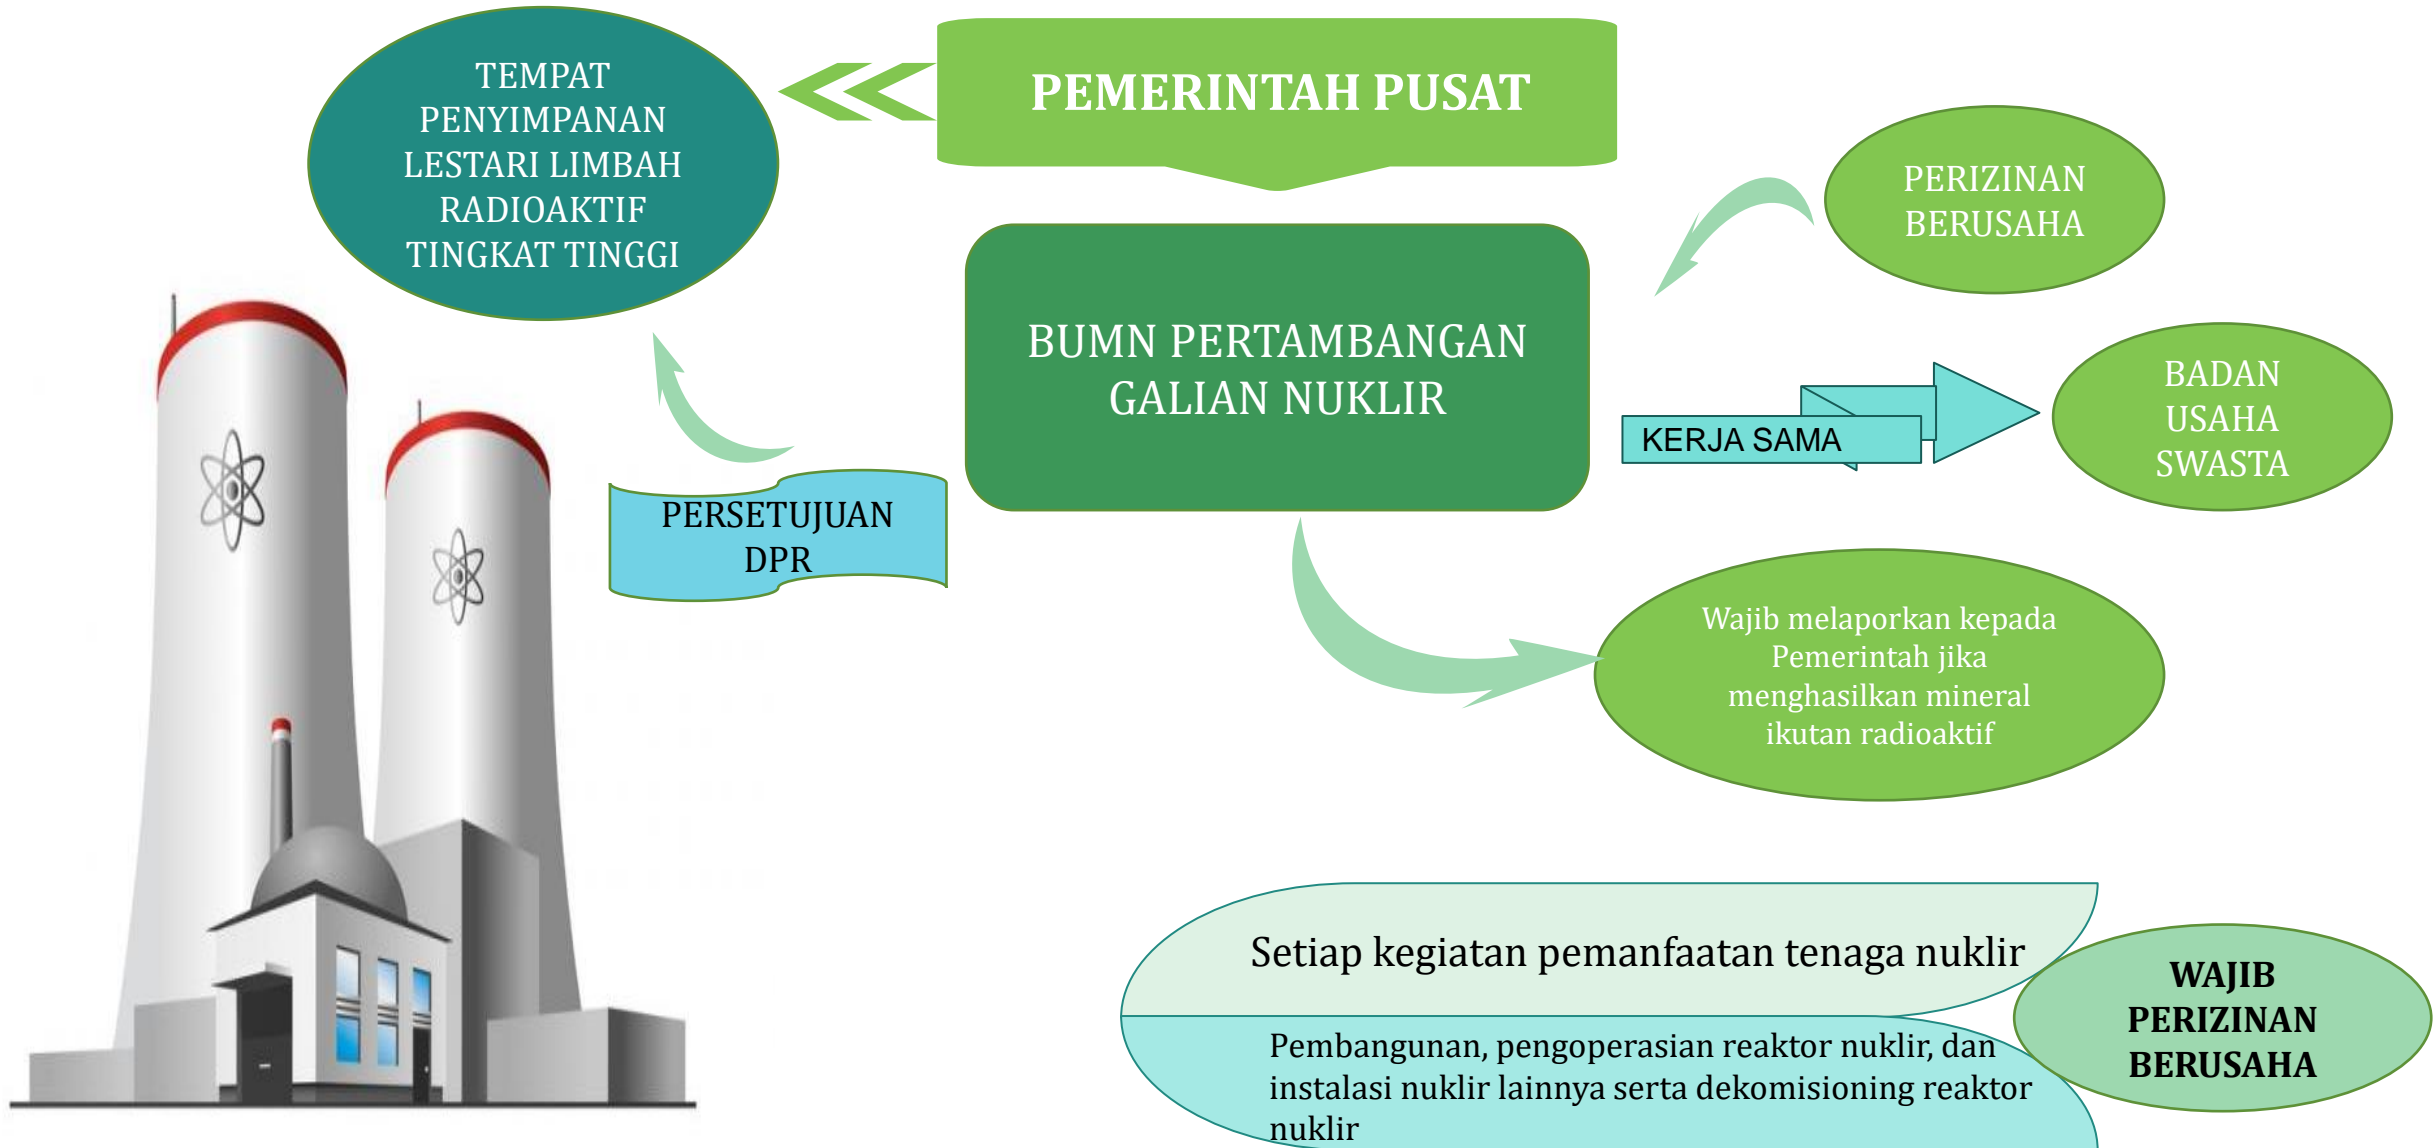 PEMERINTAH PUSAT
TEMPAT
PENYIMPANAN
LESTARI LIMBAH
RADIOAKTIF
TINGKAT TINGGI
PERIZINAN
BERUSAHA
BUMN PERTAMBANGAN
GALIAN NUKLIR
KERJA SAMA
BADAN
USAHA
SWASTA
PERSETUJUAN
DPR
Wajib melaporkan kepada
Pemerintah jika
menghasilkan mineral
ikutan radioaktif
Setiap kegiatan pemanfaatan tenaga nuklir
Pembangunan, pengoperasian reaktor nuklir, dan
instalasi nuklir lainnya serta dekomisioning reaktor
nuklir
WAJIB
PERIZINAN
BERUSAHA